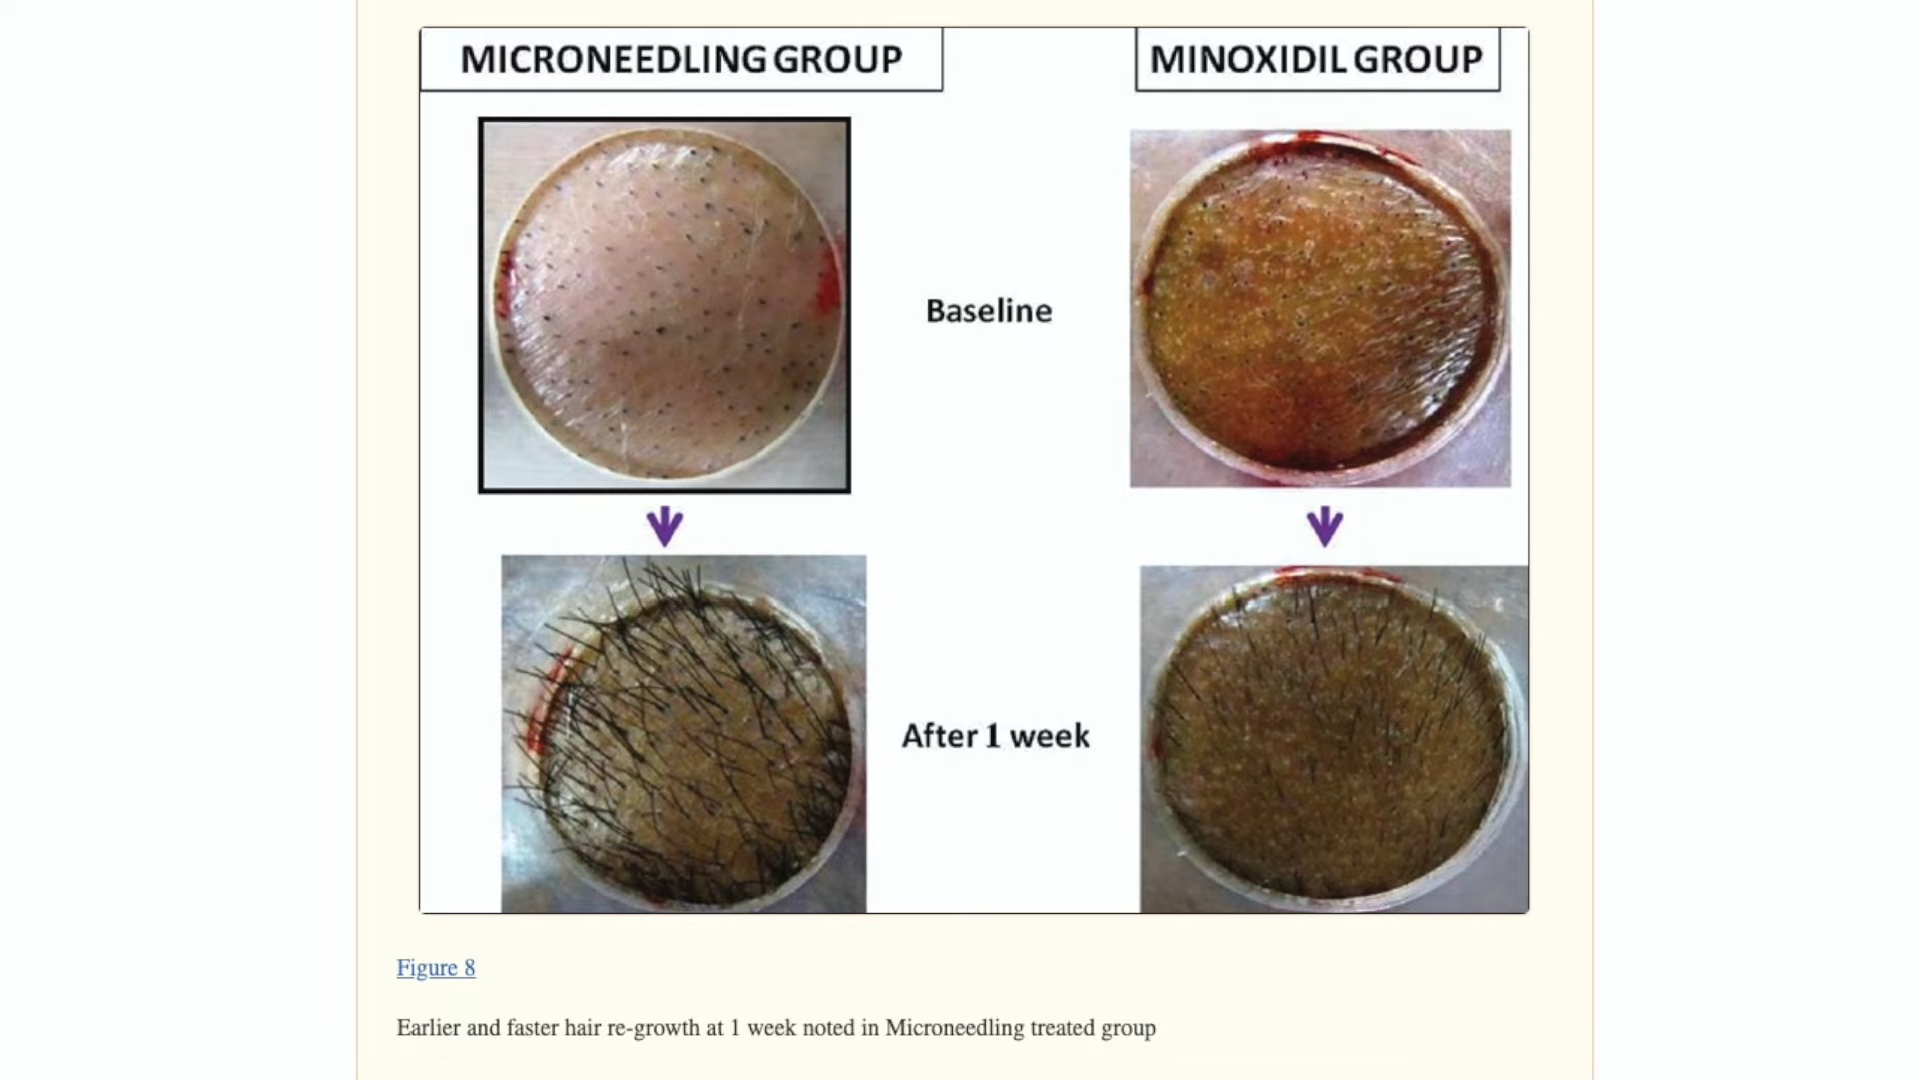 MICRONEEDLING GROUP
MINOXIDIL GROUP
Baseline
After 1 week
Figure 8
Earlier and faster hair re-growth at 1 week noted in Microneedling treated group